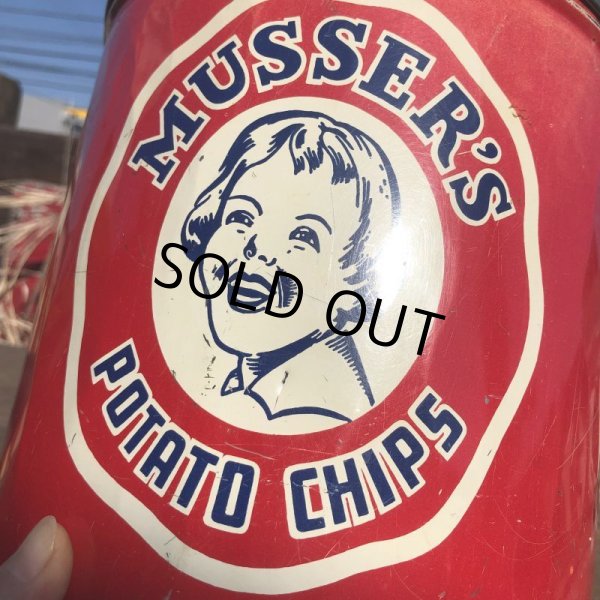 MUSSER'S
SOLD OUT
POTATO CHIPS